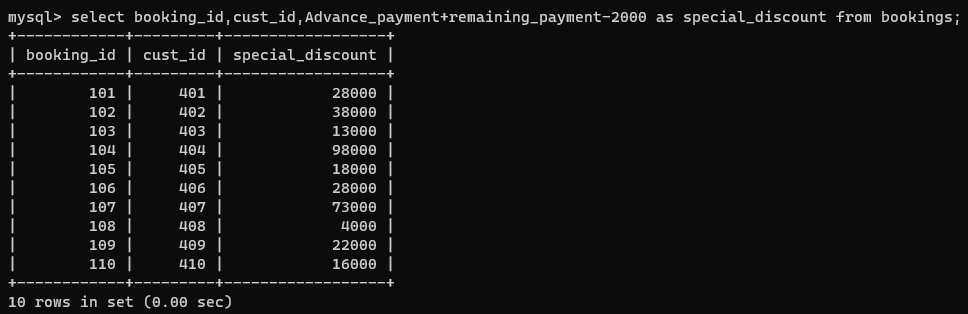 mysql> select booking_id,cust_id,Advance_payment+remaining_payment-2000 as special_discount from bookings;
+------------+---------+------------------+
| booking_id | cust_id | special_discount |
+------------+---------+------------------+
|        101 |     401 |            28000 |
|        102 |     402 |            38000 |
|        103 |     403 |            13000 |
|        104 |     404 |            98000 |
|        105 |     405 |            18000 |
|        106 |     406 |            28000 |
|        107 |     407 |            73000 |
|        108 |     408 |             4000 |
|        109 |     409 |            22000 |
|        110 |     410 |            16000 |
+------------+---------+------------------+
10 rows in set (0.00 sec)